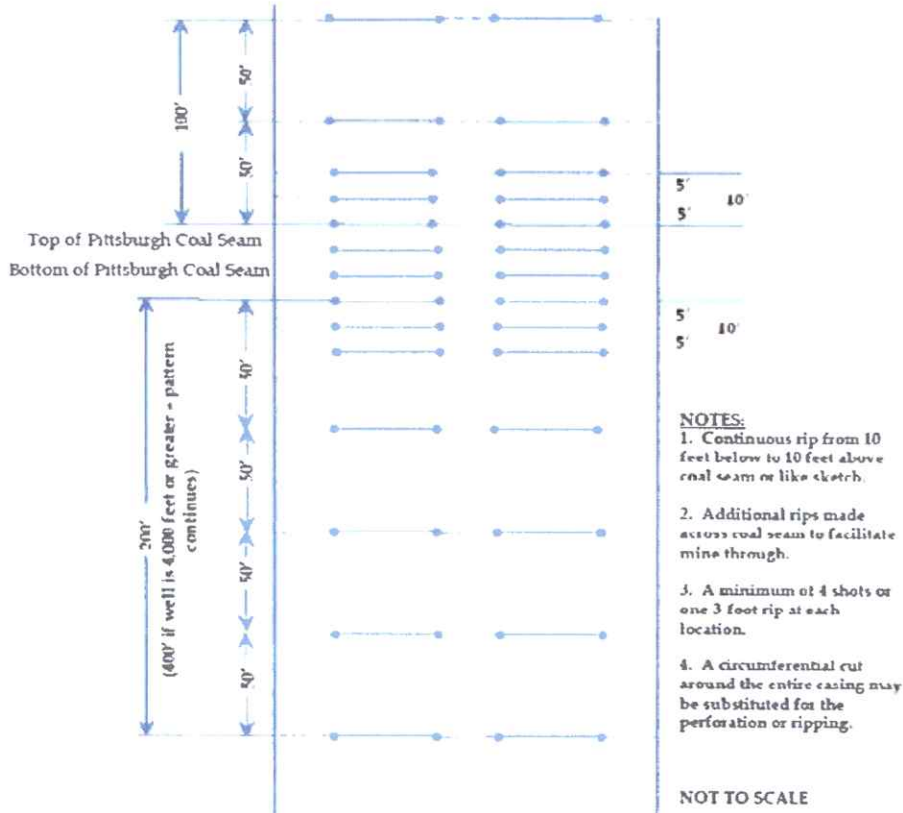 50'
100'
50'
5'
10'
5'
Top of Pittsburgh Coal Seam
Bottom of Pittsburgh Coal Seam
5'
10'
5'
50'
200'
(400' if well is 4,000 feet or greater - pattern
continues)
50'
50'
50'
NOTES:
1. Continuous rip from 10
feet below to 10 feet above
coal seam or like sketch.
2. Additional rips made
across coal seam to facilitate
mine through.
3. A minimum of 4 shots or
one 3 foot rip at each
location.
4. A circumferential cut
around the entire casing may
be substituted for the
perforation or ripping.
NOT TO SCALE